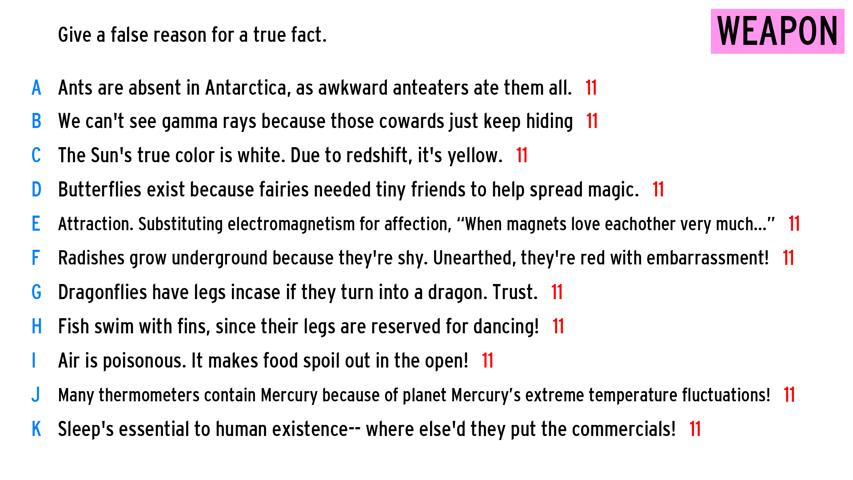 Give a false reason for a true fact.
WEAPON
A Ants are absent in Antarctica, as awkward anteaters ate them all. 11
B We can't see gamma rays because those cowards just keep hiding 11
C The Sun's true color is white. Due to redshift, it's yellow. 11
D Butterflies exist because fairies needed tiny friends to help spread magic. 11
E Attraction. Substituting electromagnetism for affection, “When magnets love eachother very much...” 11
F Radishes grow underground because they're shy. Unearthed, they're red with embarrassment! 11
G Dragonflies have legs incase if they turn into a dragon. Trust. 11
H Fish swim with fins, since their legs are reserved for dancing! 11
I Air is poisonous. It makes food spoil out in the open! 11
J Many thermometers contain Mercury because of planet Mercury’s extreme temperature fluctuations! 11
K Sleep's essential to human existence-- where else'd they put the commercials! 11